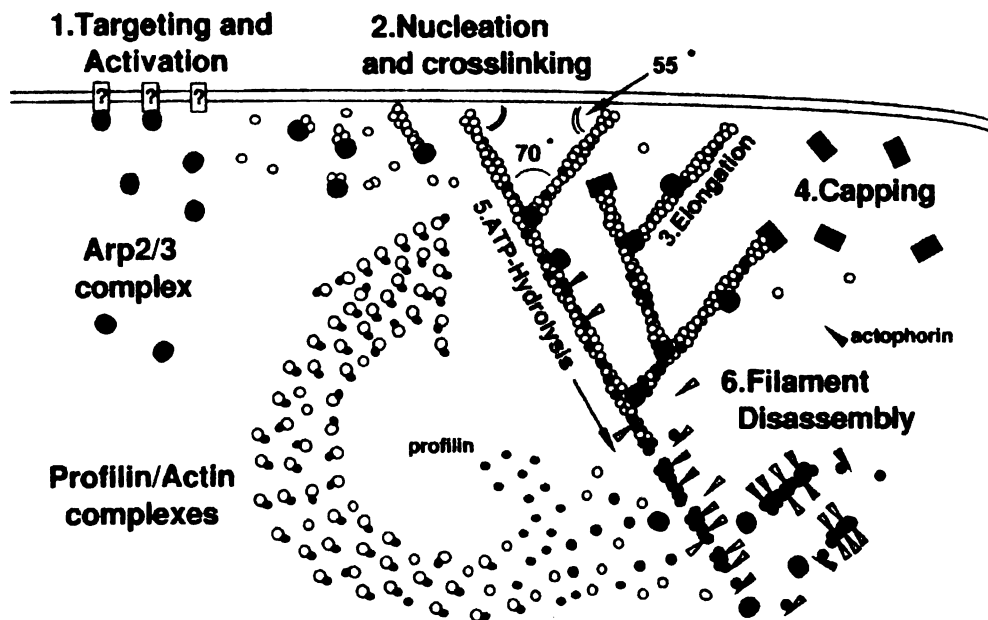 1.Targeting and
Activation
2.Nucleation
and crosslinking
55°
? ? ?
70°
3.Elongation
4.Capping
5.ATP-Hydrolysis
Arp2/3
complex
actophorin
6.Filament
Disassembly
profilin
Profilin/Actin
complexes